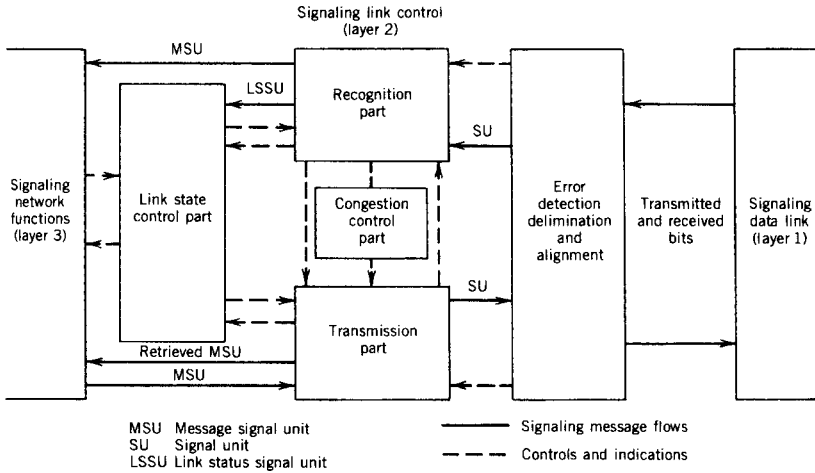 Signaling link control
(layer 2)
MSU
LSSU
Recognition
part
SU
Signaling
network
functions
(layer 3)
Link state
control part
Congestion
control
part
Error
detection
delimination
and
alignment
Transmitted
and received
bits
Signaling
data link
(layer 1)
SU
Transmission
part
Retrieved MSU
MSU
MSU Message signal unit
SU Signal unit
LSSU Link status signal unit
Signaling message flows
Controls and indications